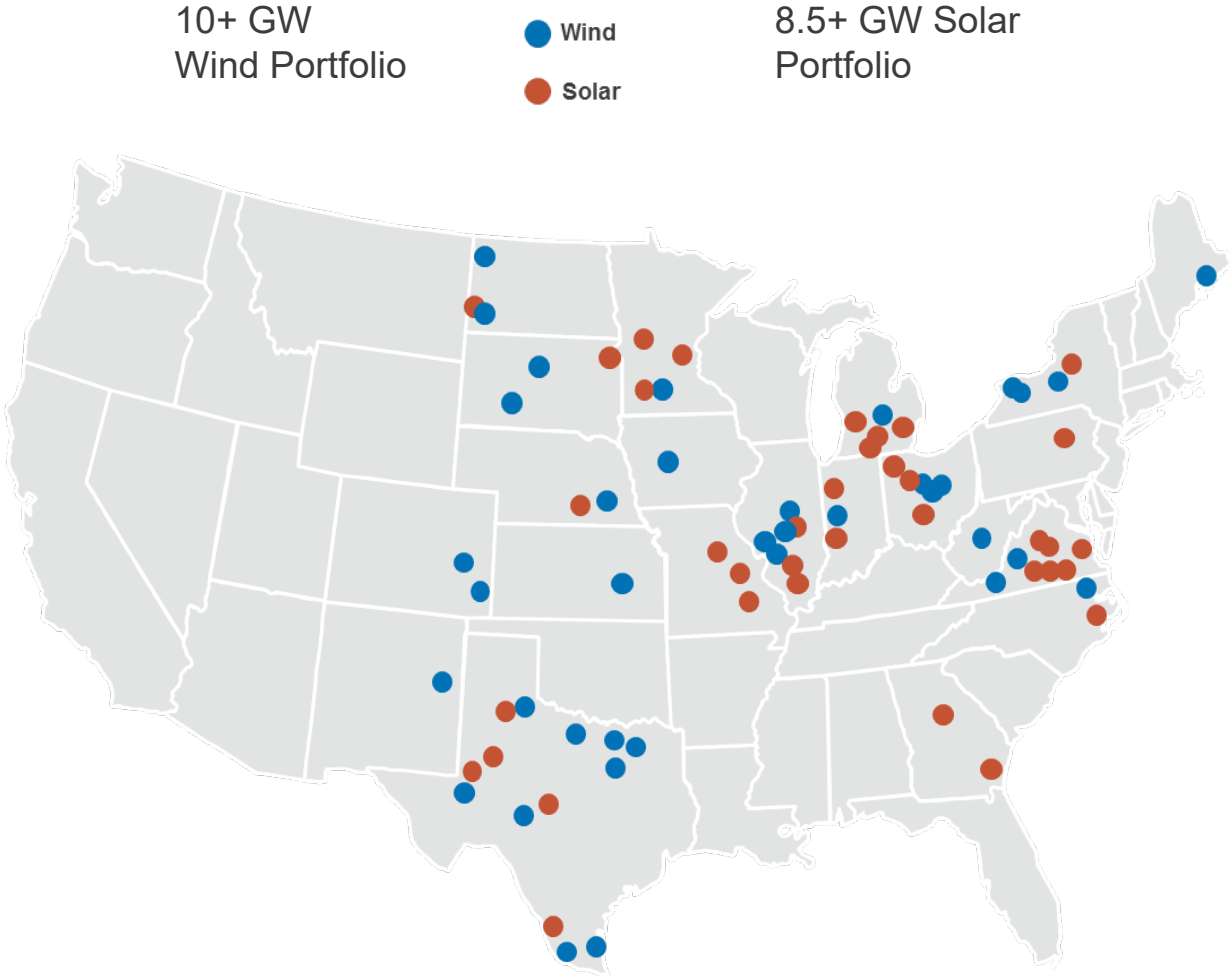 10+ GW
Wind Portfolio
Wind
Solar
8.5+ GW Solar
Portfolio